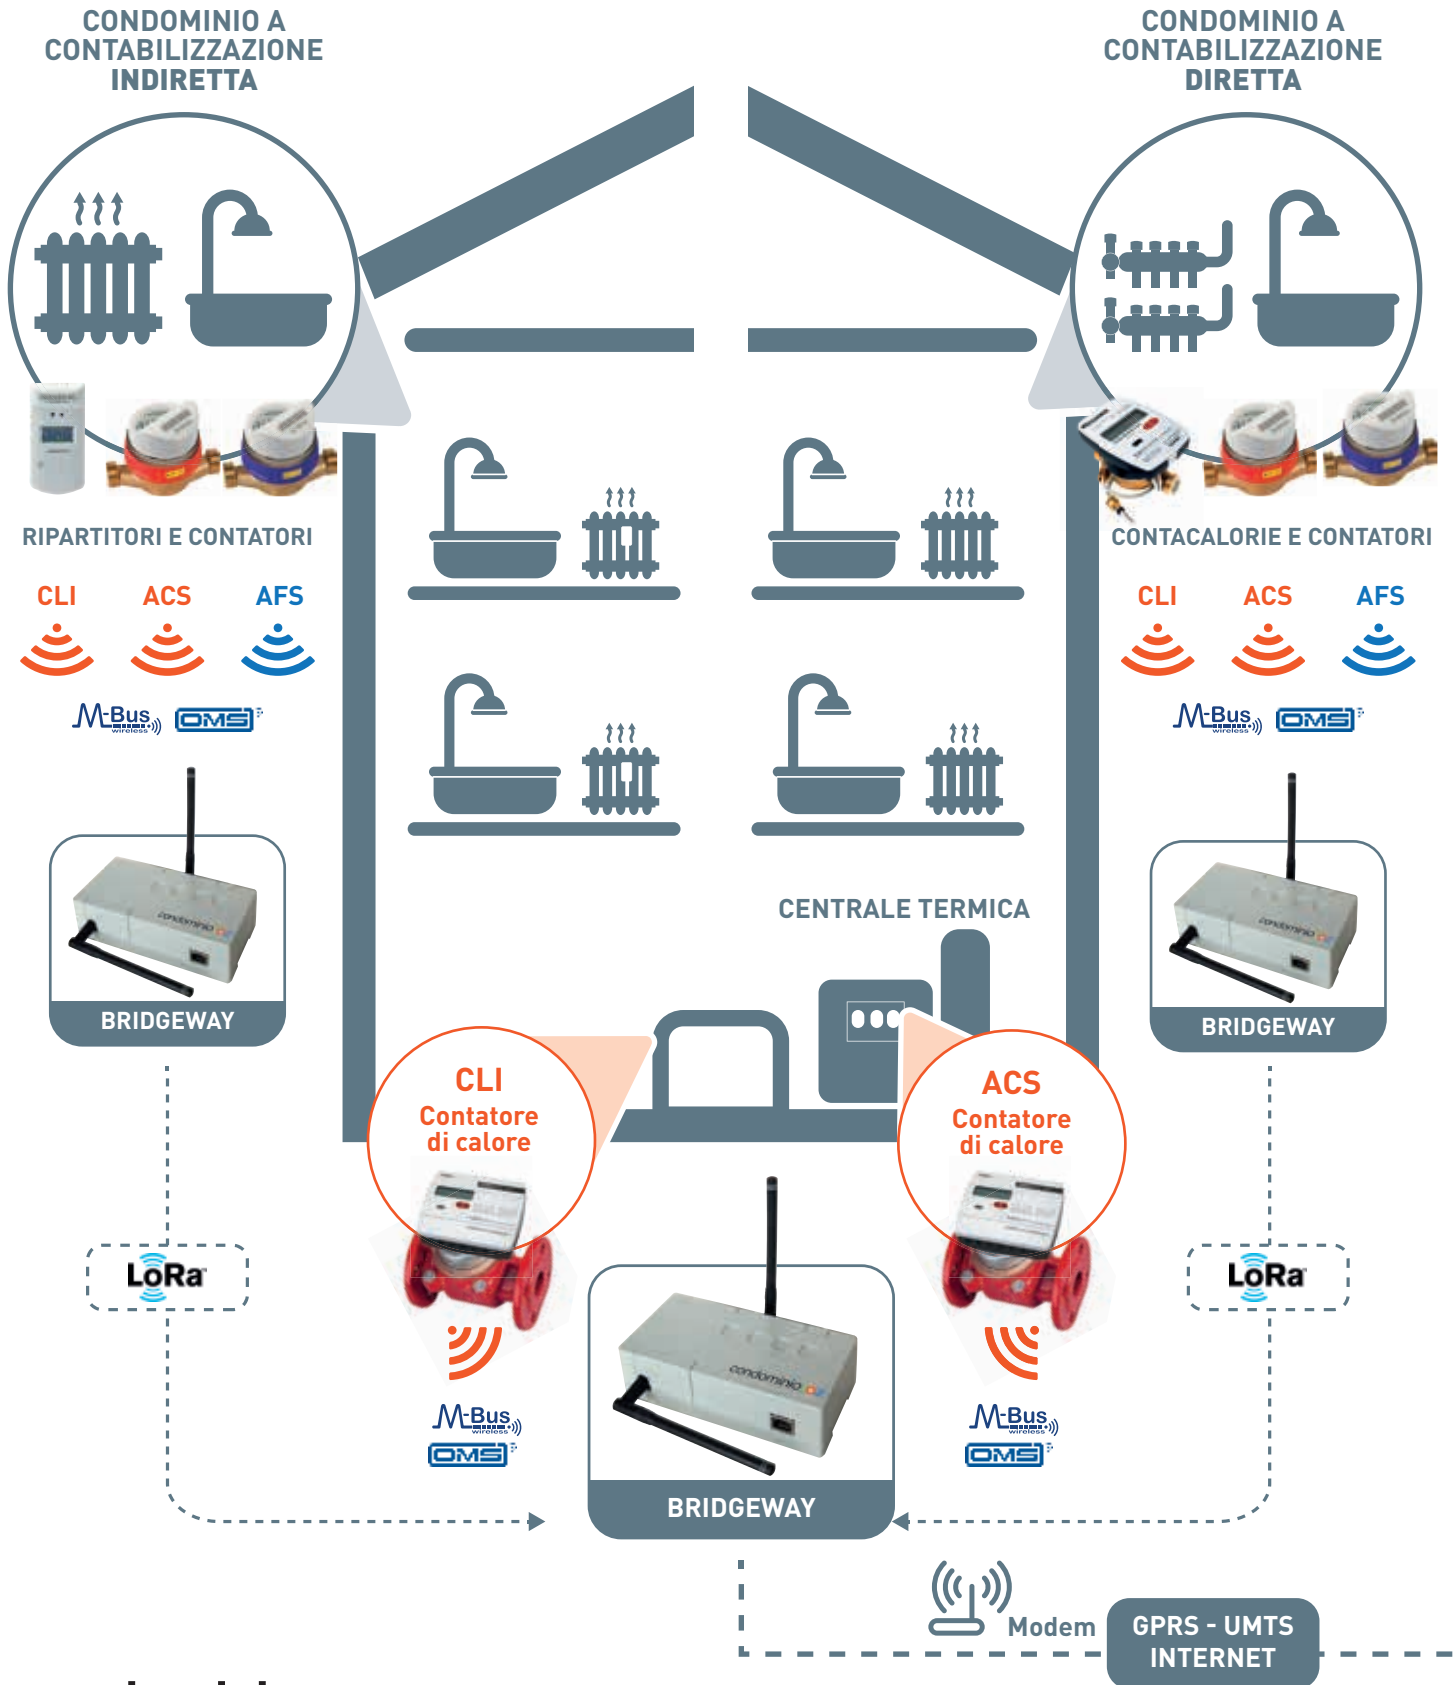 CONDOMINIO A
CONTABILIZZAZIONE
INDIRETTA
CONDOMINIO A
CONTABILIZZAZIONE
DIRETTA
RIPARTITORI E CONTATORI
CLI ACS AFS
M-Bus
wireless
OMS
CONTACALORIE E CONTATORI
CLI ACS AFS
M-Bus
wireless
OMS
condominio
BRIDGEWAY
CENTRALE TERMICA
condominio
BRIDGEWAY
CLI
Contatore
di calore
ACS
Contatore
di calore
LoRa
LoRa
M-Bus
wireless
OMS
M-Bus
wireless
OMS
condominio
BRIDGEWAY
Modem
GPRS - UMTS
INTERNET